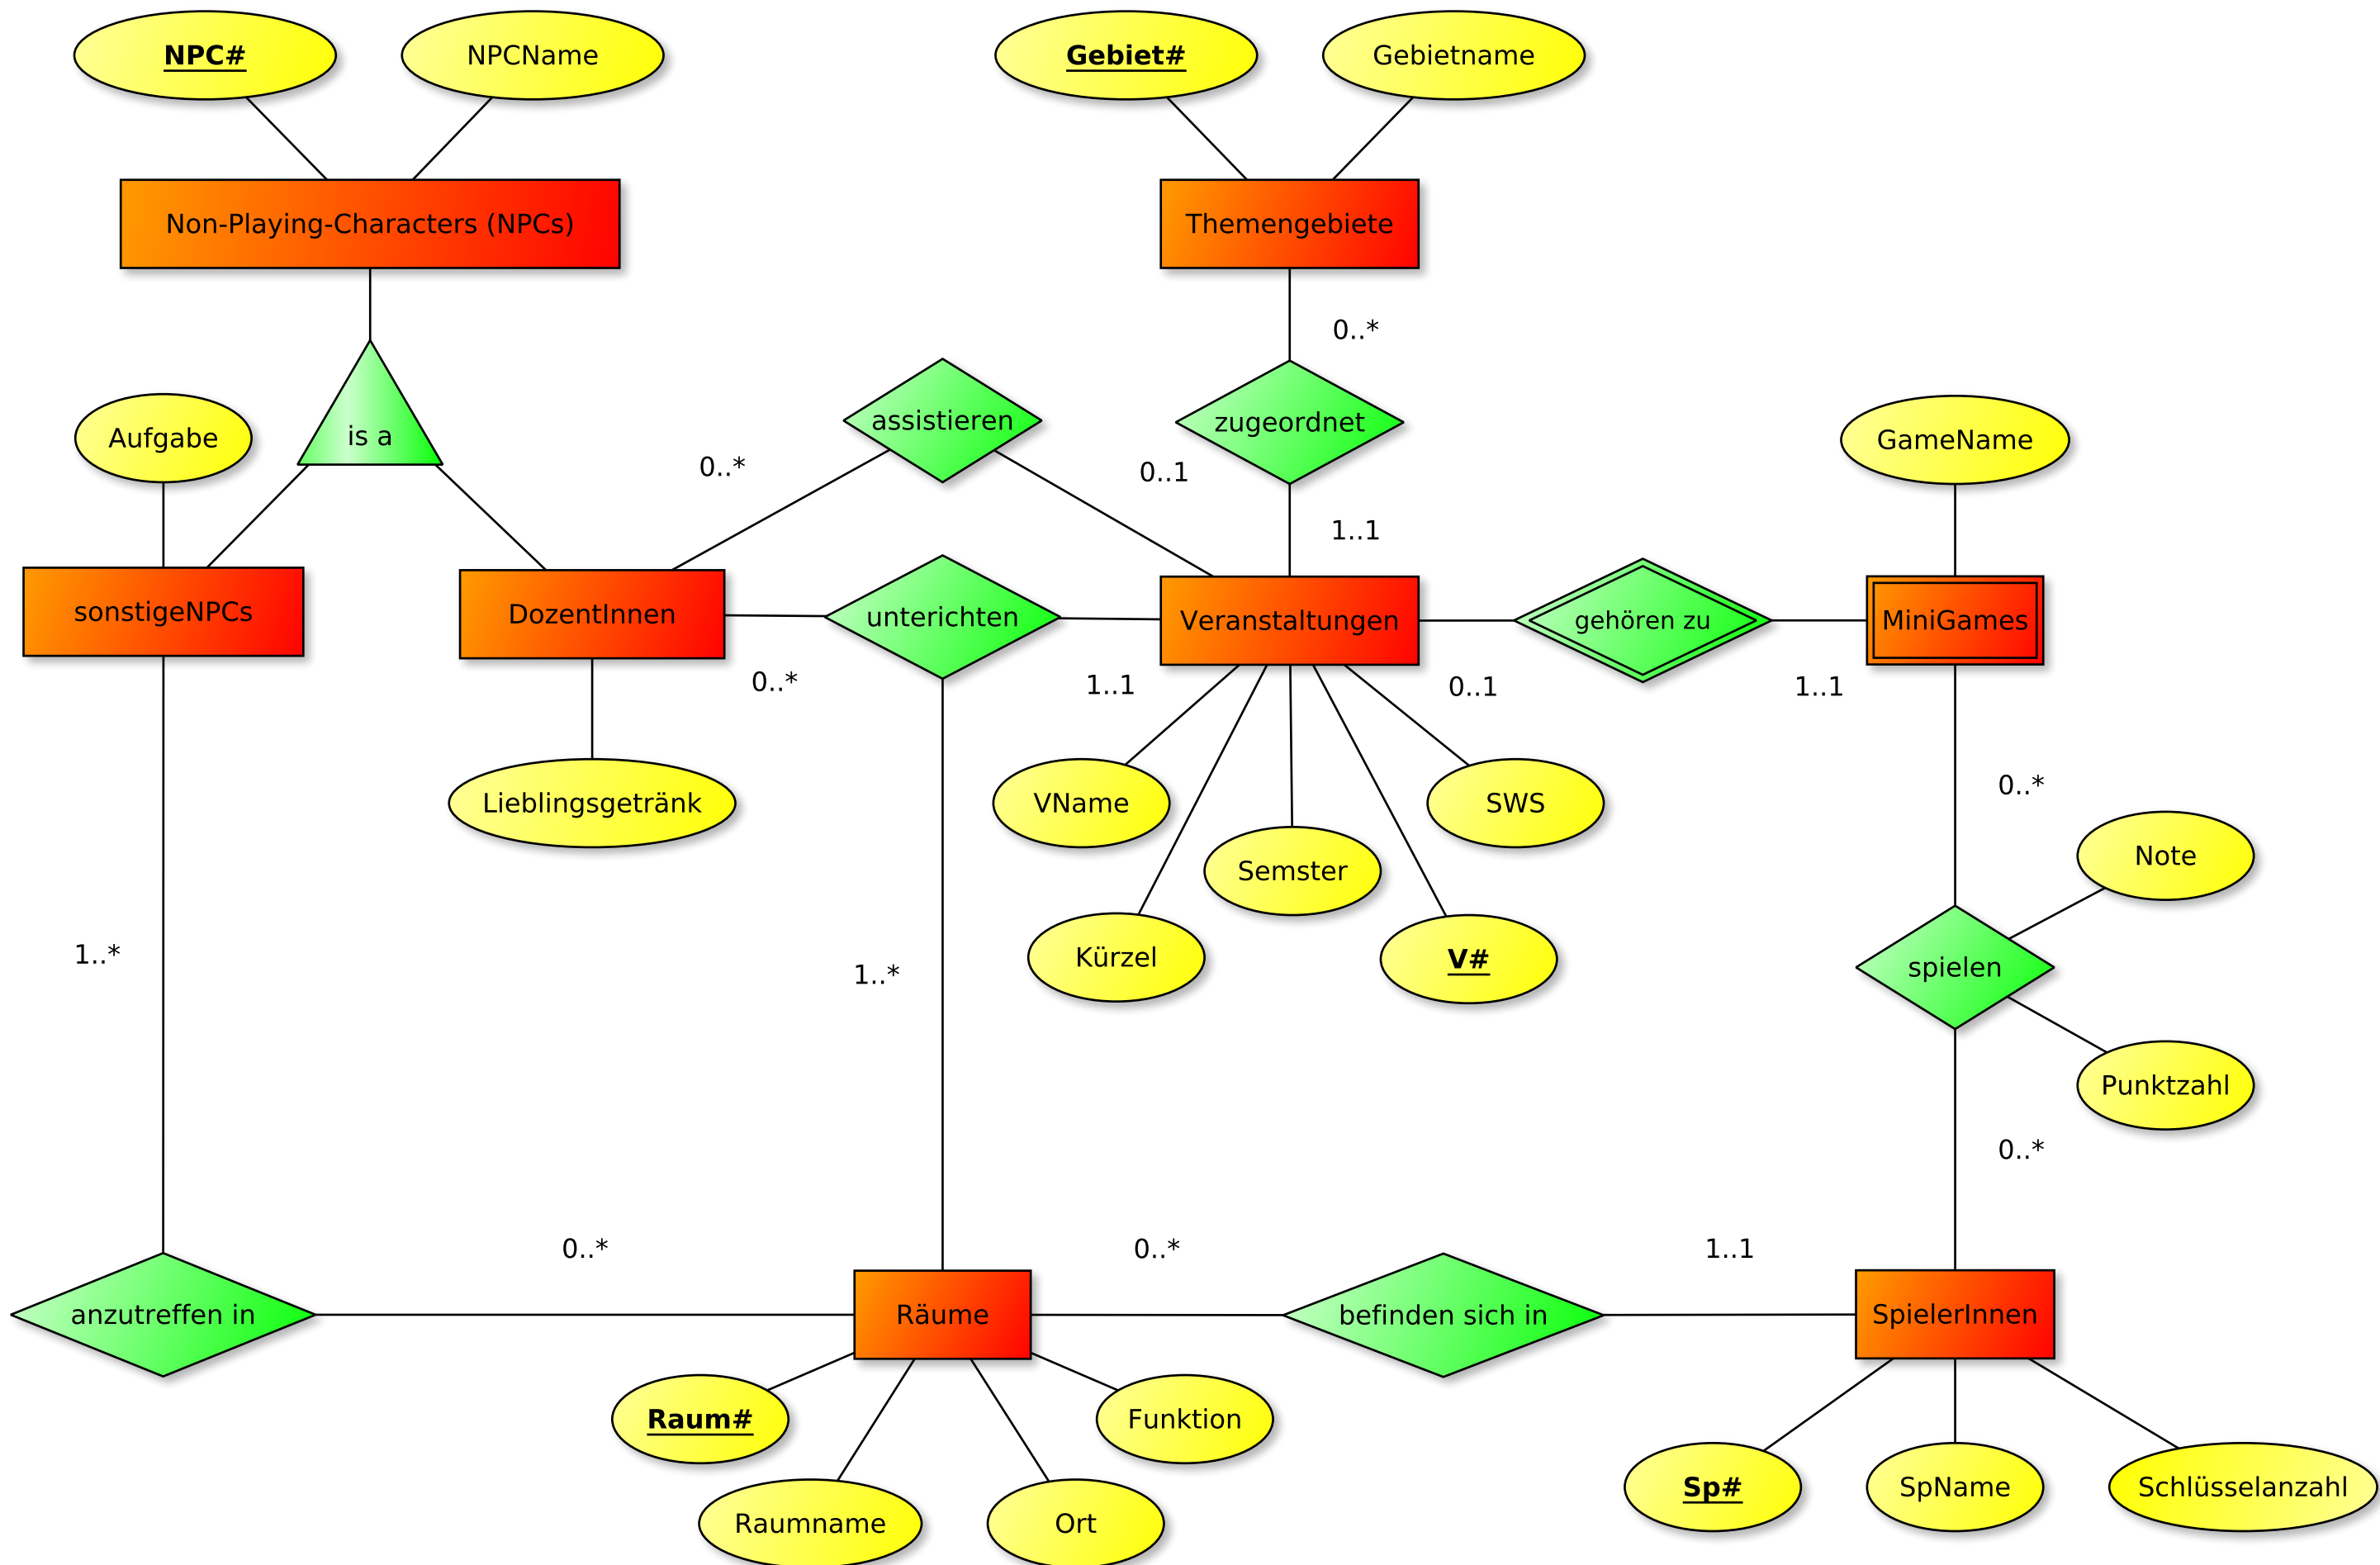 NPC#
NPCName
Gebiet#
Gebietname
Non-Playing-Characters (NPCs)
Themengebiete
0..*
is a
Aufgabe
assistieren
zugeordnet
GameName
0..*
0..1
1..1
sonstigeNPCs
DozentInnen
unterichten
Veranstaltungen
gehören zu
MiniGames
0..*
1..1
0..1
1..1
Lieblingsgetränk
VName
SWS
0..*
Semster
Note
Kürzel
V#
1..*
1..*
spielen
Punktzahl
0..*
0..*
0..*
1..1
anzutreffen in
Räume
befinden sich in
SpielerInnen
Raum#
Funktion
Raumname
Ort
Sp#
SpName
Schlüsselanzahl